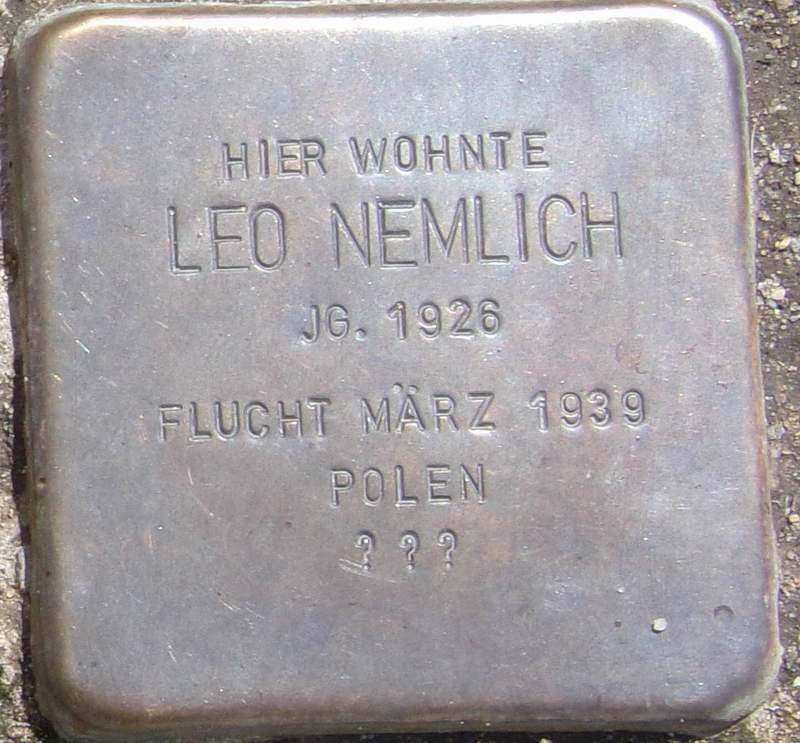 HIER WOHNTE
LEO NEMLICH
JG. 1926
FLUCHT MÄRZ 1939
POLEN
? ? ?